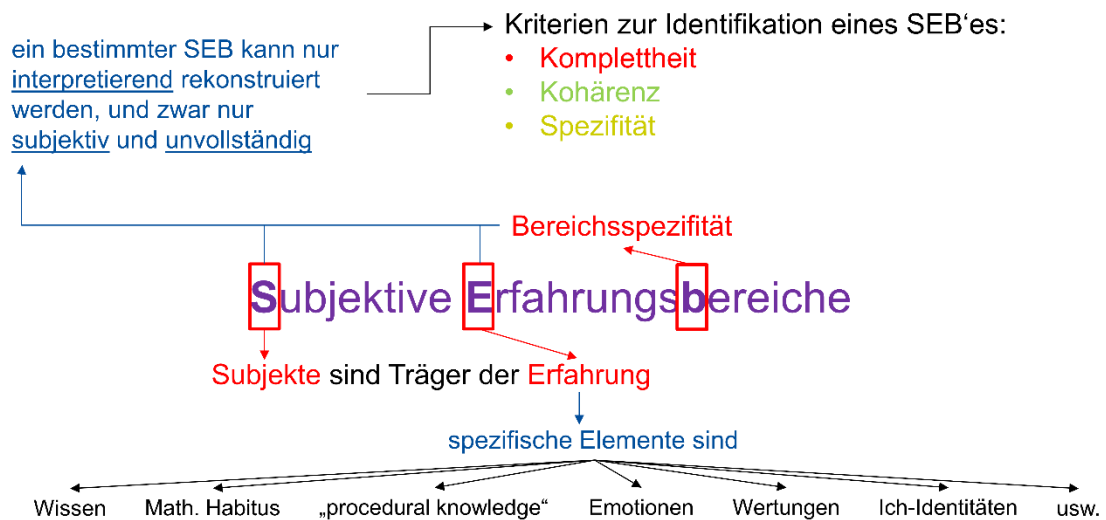 ein bestimmter SEB kann nur
interpretierend rekonstruiert
werden, und zwar nur
subjektiv und unvollständig
Kriterien zur Identifikation eines SEB‘es:
• Komplettheit
• Kohärenz
• Spezifität
Bereichsspezifität
Subjektive Erfahrungsbereiche
Subjekte sind Träger der Erfahrung
spezifische Elemente sind
Wissen Math. Habitus „procedural knowledge“ Emotionen Wertungen Ich-Identitäten usw.